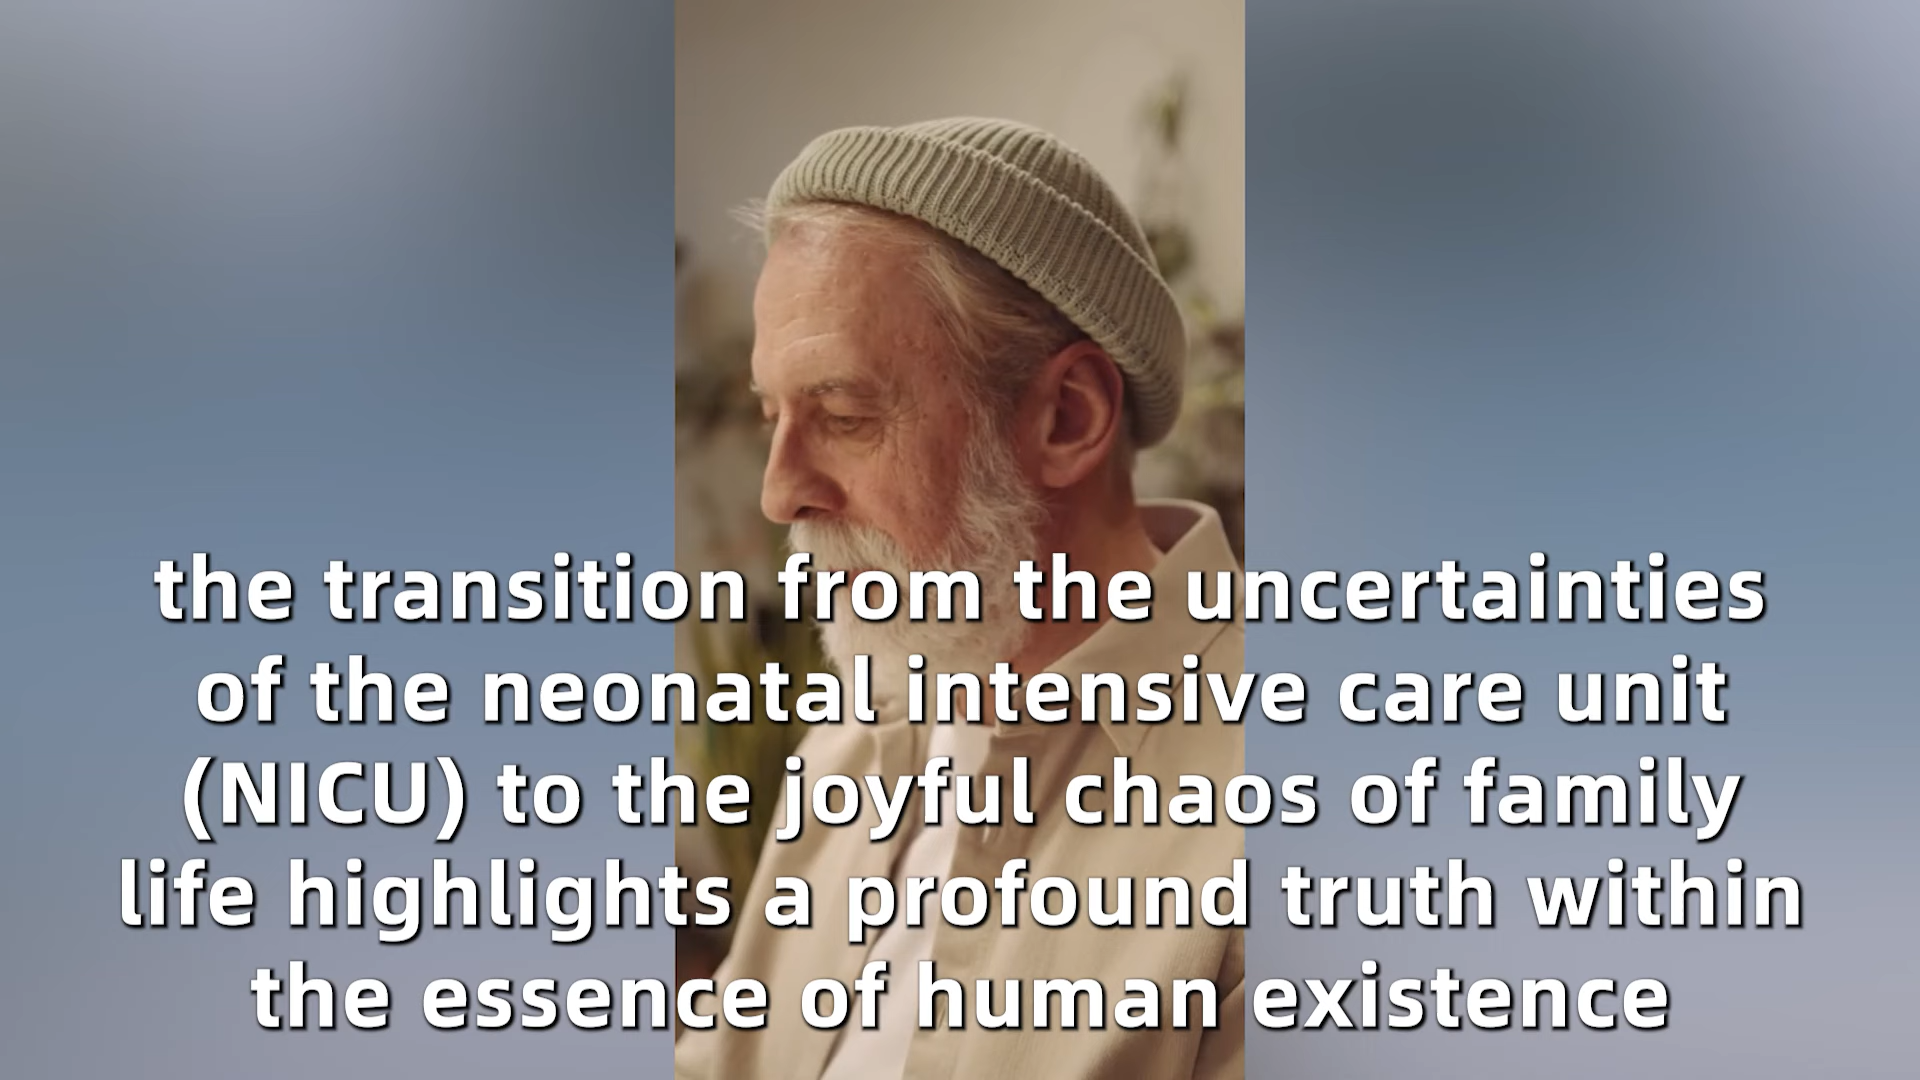 the transition from the uncertainties
of the neonatal intensive care unit
(NICU) to the joyful chaos of family
life highlights a profound truth within
the essence of human existence